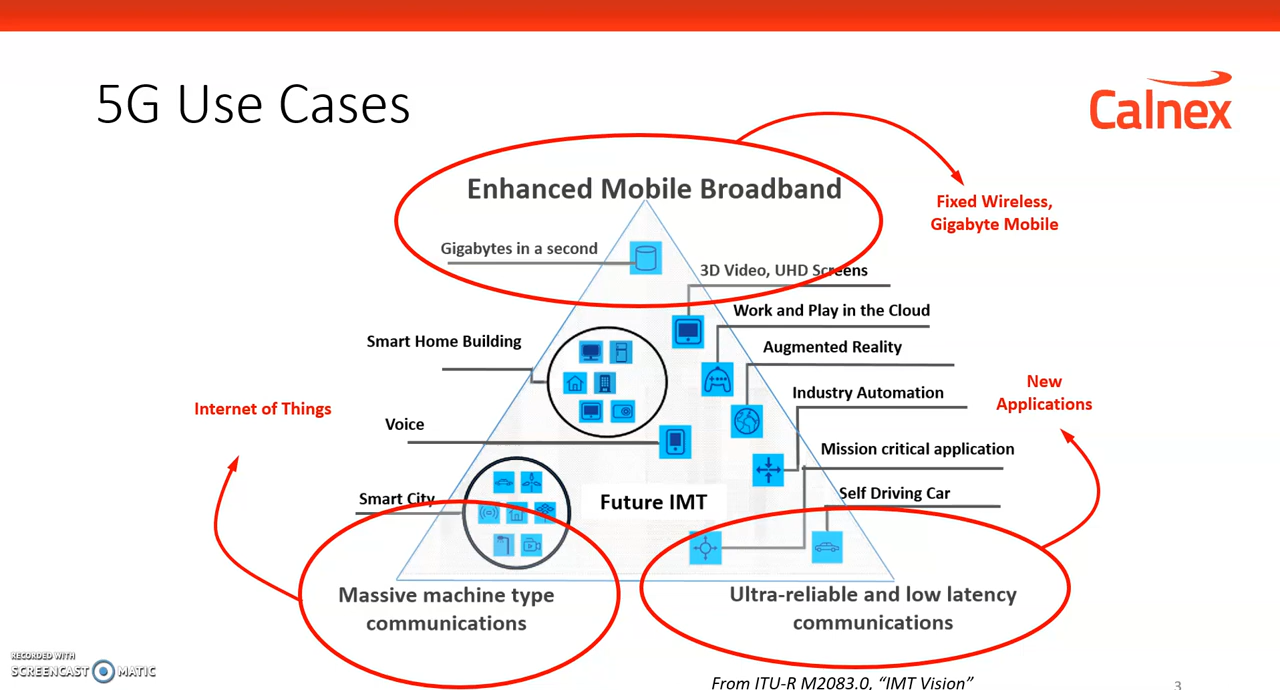 5G Use Cases
Calnex
Enhanced Mobile Broadband
Fixed Wireless,
Gigabyte Mobile
Gigabytes in a second
3D Video, UHD Screens
Work and Play in the Cloud
Smart Home Building
Augmented Reality
New
Applications
Industry Automation
Internet of Things
Voice
Mission critical application
Smart City
Future IMT
Self Driving Car
Massive machine type
communications
Ultra-reliable and low latency
communications
RECORDED WITH
SCREENCAST MATIC
From ITU-R M2083.0, “IMT Vision”
3